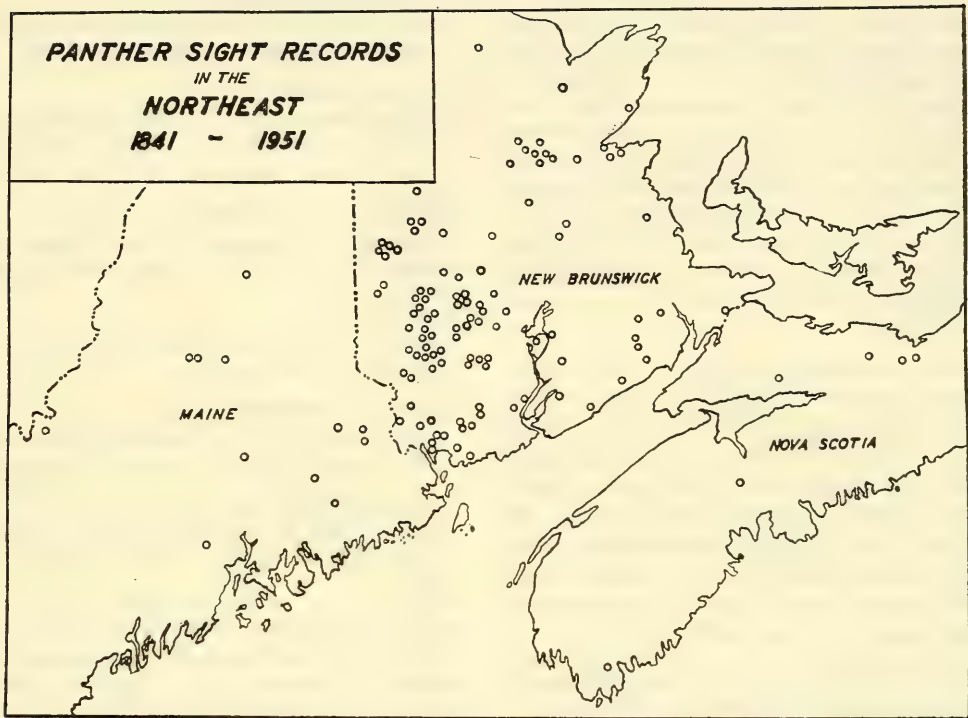 PANTHER SIGHT RECORDS
IN THE
NORTHEAST
1841 - 1951
NEW BRUNSWICK
MAINE
NOVA SCOTIA